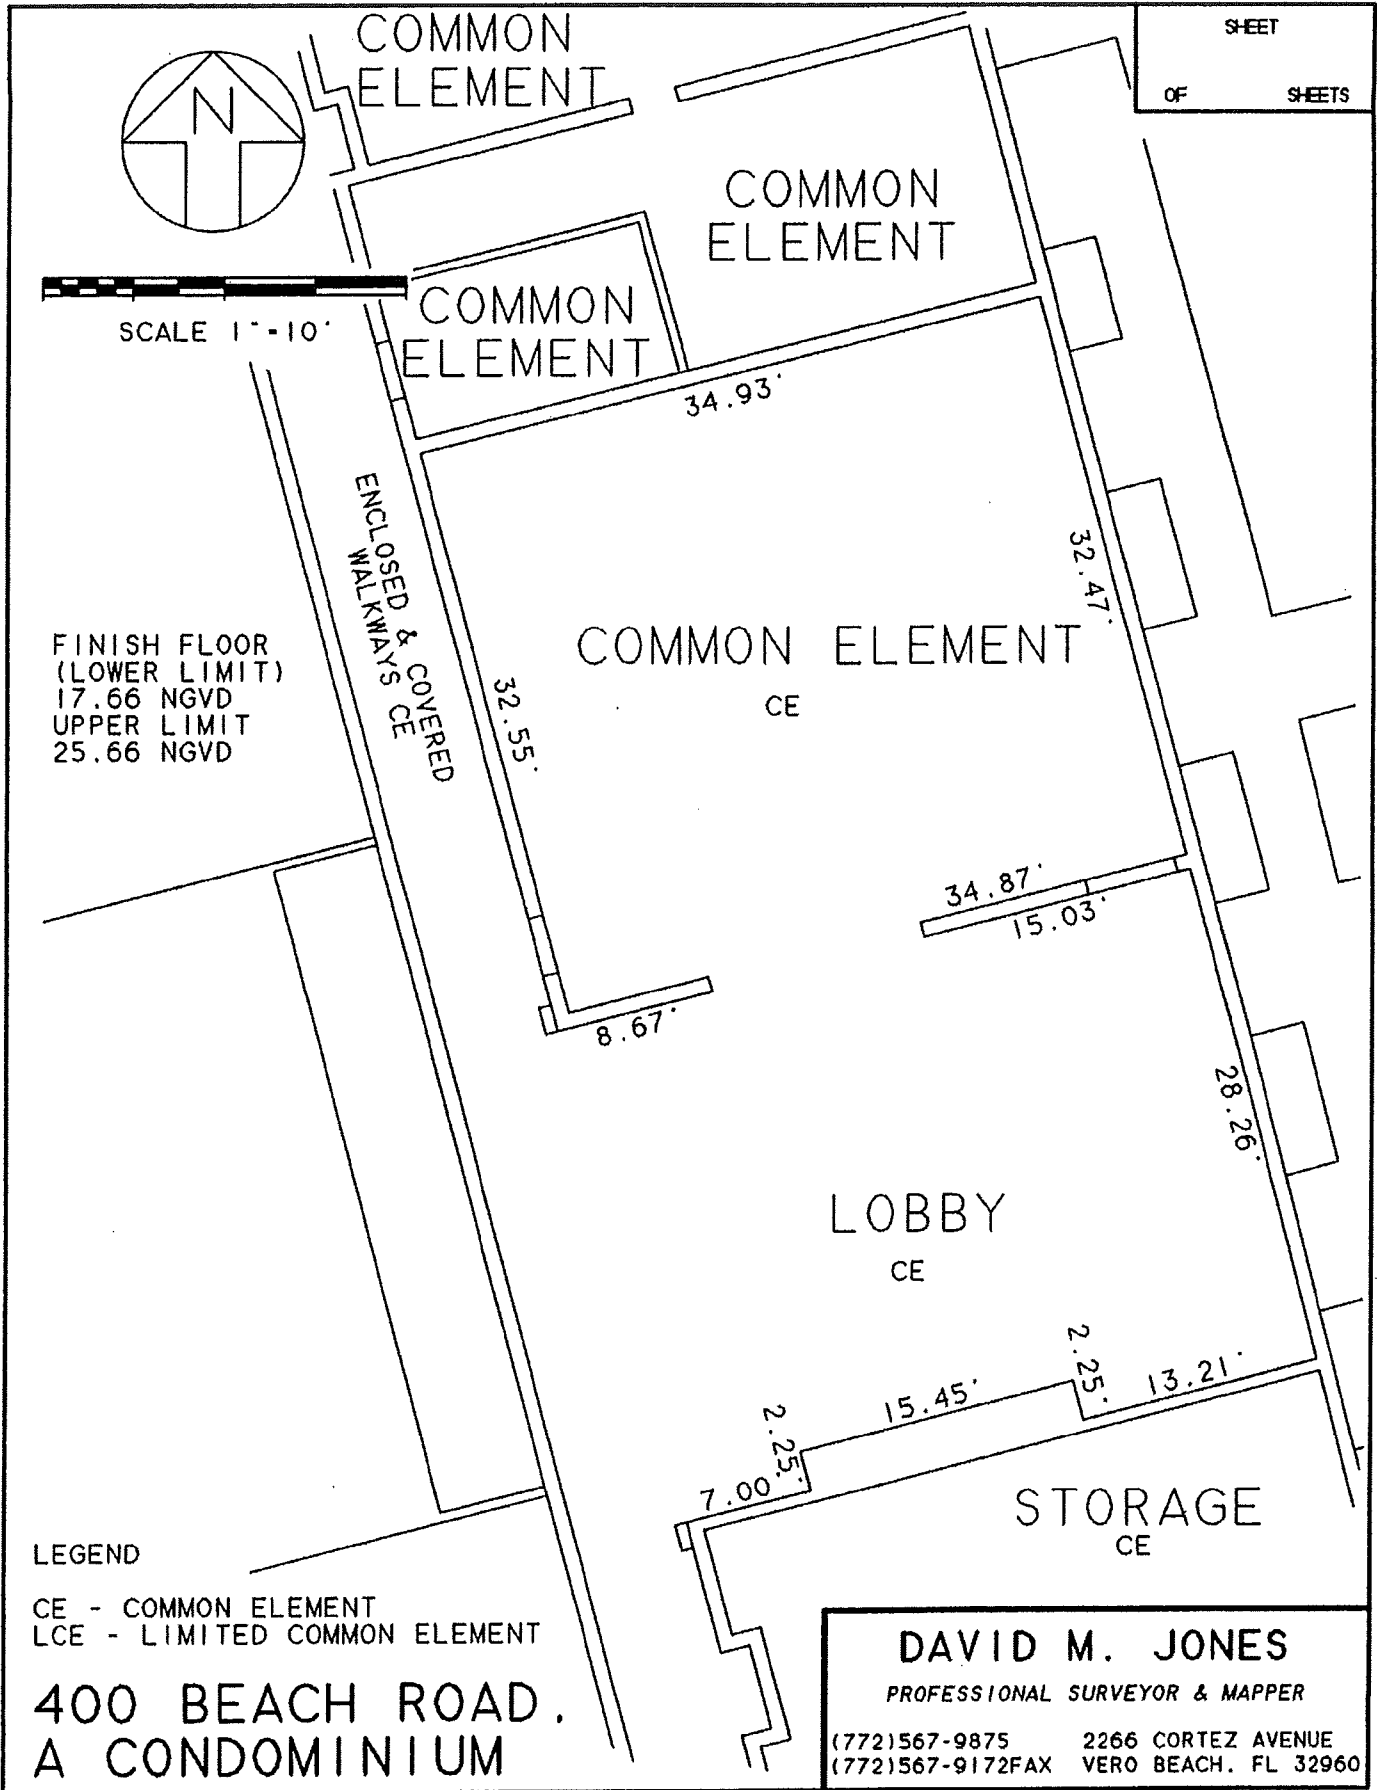 SHEET
OF SHEETS
COMMON
ELEMENT
N
COMMON
ELEMENT
SCALE 1"-10'
COMMON
ELEMENT
34.93'
ENCLOSED & COVERED
WALKWAYS CE
32.47'
COMMON ELEMENT
CE
FINISH FLOOR
(LOWER LIMIT)
17.66 NGVD
UPPER LIMIT
25.66 NGVD
32.55'
34.87'
15.03'
8.67'
28.26'
LOBBY
CE
2.25'
13.21'
15.45'
2.25'
7.00'
STORAGE
CE
LEGEND
CE - COMMON ELEMENT
LCE - LIMITED COMMON ELEMENT
400 BEACH ROAD.
A CONDOMINIUM
DAVID M. JONES
PROFESSIONAL SURVEYOR & MAPPER
(772)567-9875 2266 CORTEZ AVENUE
(772)567-9172FAX VERO BEACH. FL 32960